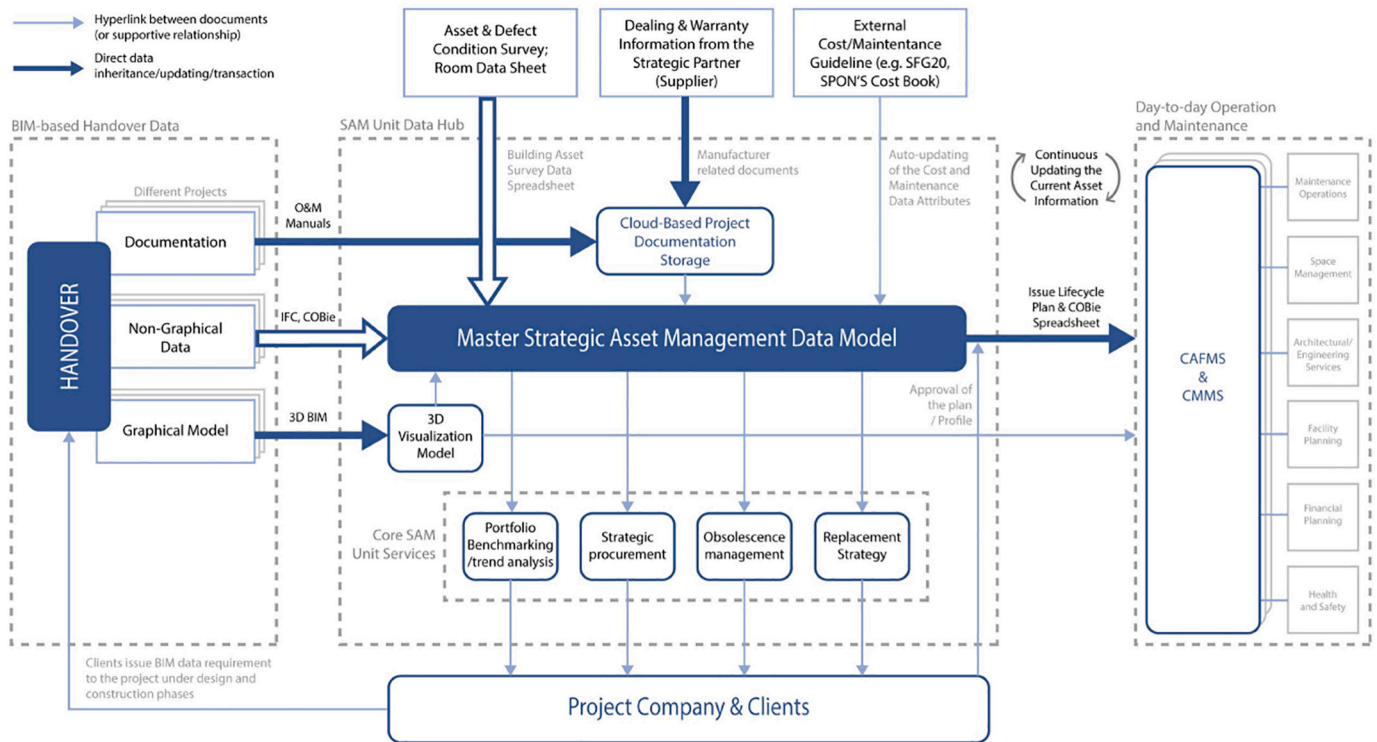 Hyperlink between doocuments
(or supportive relationship)
Direct data
inheritance/updating/transaction
Asset & Defect
Condition Survey;
Room Data Sheet
Dealing & Warranty
Information from the
Strategic Partner
(Supplier)
External
Cost/Maintentance
Guideline (e.g. SFG20,
SPON'S Cost Book)
BIM-based Handover Data
SAM Unit Data Hub
Day-to-day Operation
and Maintenance
Building Asset
Survey Data
Spreadsheet
Manufacturer
related documents
Auto-updating
of the Cost and
Maintenance
Data Attributes
Continuous
Updating the
Current Asset
Information
Different Projects
HANDOVER
Documentation
Non-Graphical
Data
Graphical Model
O&M
Manuals
IFC, COBie
3D BIM
Cloud-Based Project
Documentation
Storage
Master Strategic Asset Management Data Model
3D
Visualization
Model
Issue Lifecycle
Plan & COBie
Spreadsheet
Approval of
the plan
/ Profile
Core SAM
Unit Services
Portfolio
Benchmarking
/trend analysis
Strategic
procurement
Obsolescence
management
Replacement
Strategy
CAFMS
&
CMMS
Maintenance
Operations
Space
Management
Architectural/
Engineering
Services
Facility
Planning
Financial
Planning
Health
and Safety
Clients issue BIM data requirement
to the project under design and
construction phases
Project Company & Clients